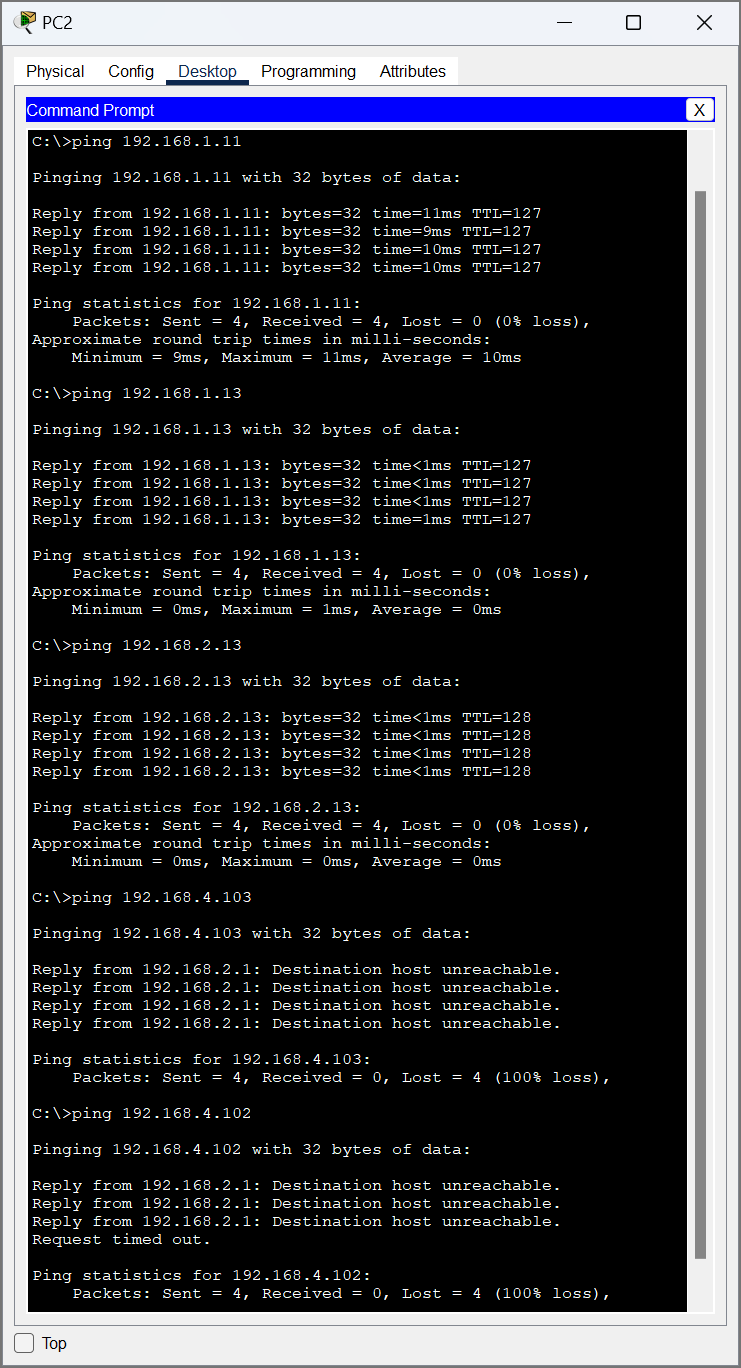 PC2
Physical Config Desktop Programming Attributes
Command Prompt X
C:\>ping 192.168.1.11
Pinging 192.168.1.11 with 32 bytes of data:
Reply from 192.168.1.11: bytes=32 time=11ms TTL=127
Reply from 192.168.1.11: bytes=32 time=9ms TTL=127
Reply from 192.168.1.11: bytes=32 time=10ms TTL=127
Reply from 192.168.1.11: bytes=32 time=10ms TTL=127
Ping statistics for 192.168.1.11:
    Packets: Sent = 4, Received = 4, Lost = 0 (0% loss),
Approximate round trip times in milli-seconds:
    Minimum = 9ms, Maximum = 11ms, Average = 10ms
C:\>ping 192.168.1.13
Pinging 192.168.1.13 with 32 bytes of data:
Reply from 192.168.1.13: bytes=32 time<1ms TTL=127
Reply from 192.168.1.13: bytes=32 time<1ms TTL=127
Reply from 192.168.1.13: bytes=32 time<1ms TTL=127
Reply from 192.168.1.13: bytes=32 time=1ms TTL=127
Ping statistics for 192.168.1.13:
    Packets: Sent = 4, Received = 4, Lost = 0 (0% loss),
Approximate round trip times in milli-seconds:
    Minimum = 0ms, Maximum = 1ms, Average = 0ms
C:\>ping 192.168.2.13
Pinging 192.168.2.13 with 32 bytes of data:
Reply from 192.168.2.13: bytes=32 time<1ms TTL=128
Reply from 192.168.2.13: bytes=32 time<1ms TTL=128
Reply from 192.168.2.13: bytes=32 time<1ms TTL=128
Reply from 192.168.2.13: bytes=32 time<1ms TTL=128
Ping statistics for 192.168.2.13:
    Packets: Sent = 4, Received = 4, Lost = 0 (0% loss),
Approximate round trip times in milli-seconds:
    Minimum = 0ms, Maximum = 0ms, Average = 0ms
C:\>ping 192.168.4.103
Pinging 192.168.4.103 with 32 bytes of data:
Reply from 192.168.2.1: Destination host unreachable.
Reply from 192.168.2.1: Destination host unreachable.
Reply from 192.168.2.1: Destination host unreachable.
Reply from 192.168.2.1: Destination host unreachable.
Ping statistics for 192.168.4.103:
    Packets: Sent = 4, Received = 0, Lost = 4 (100% loss),
C:\>ping 192.168.4.102
Pinging 192.168.4.102 with 32 bytes of data:
Reply from 192.168.2.1: Destination host unreachable.
Reply from 192.168.2.1: Destination host unreachable.
Reply from 192.168.2.1: Destination host unreachable.
Request timed out.
Ping statistics for 192.168.4.102:
    Packets: Sent = 4, Received = 0, Lost = 4 (100% loss),
Top